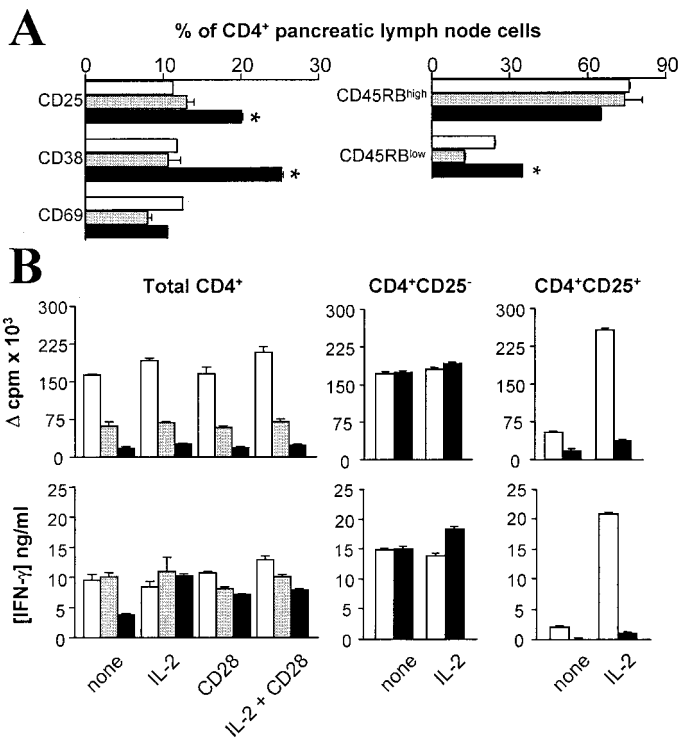 A
% of CD4⁺ pancreatic lymph node cells
0 10 20 30
0 30 60 90
CD25
*
CD38
*
CD69
CD45RBhigh
CD45RBlow
*
B
Total CD4⁺
CD4⁺CD25⁻
CD4⁺CD25⁺
Δ cpm x 10³
300
225
150
75
0
300
225
150
75
0
300
225
150
75
0
[IFN-γ] ng/ml
25
20
15
10
5
0
25
20
15
10
5
0
25
20
15
10
5
0
none
IL-2
CD28
IL-2 + CD28
none
IL-2
none
IL-2